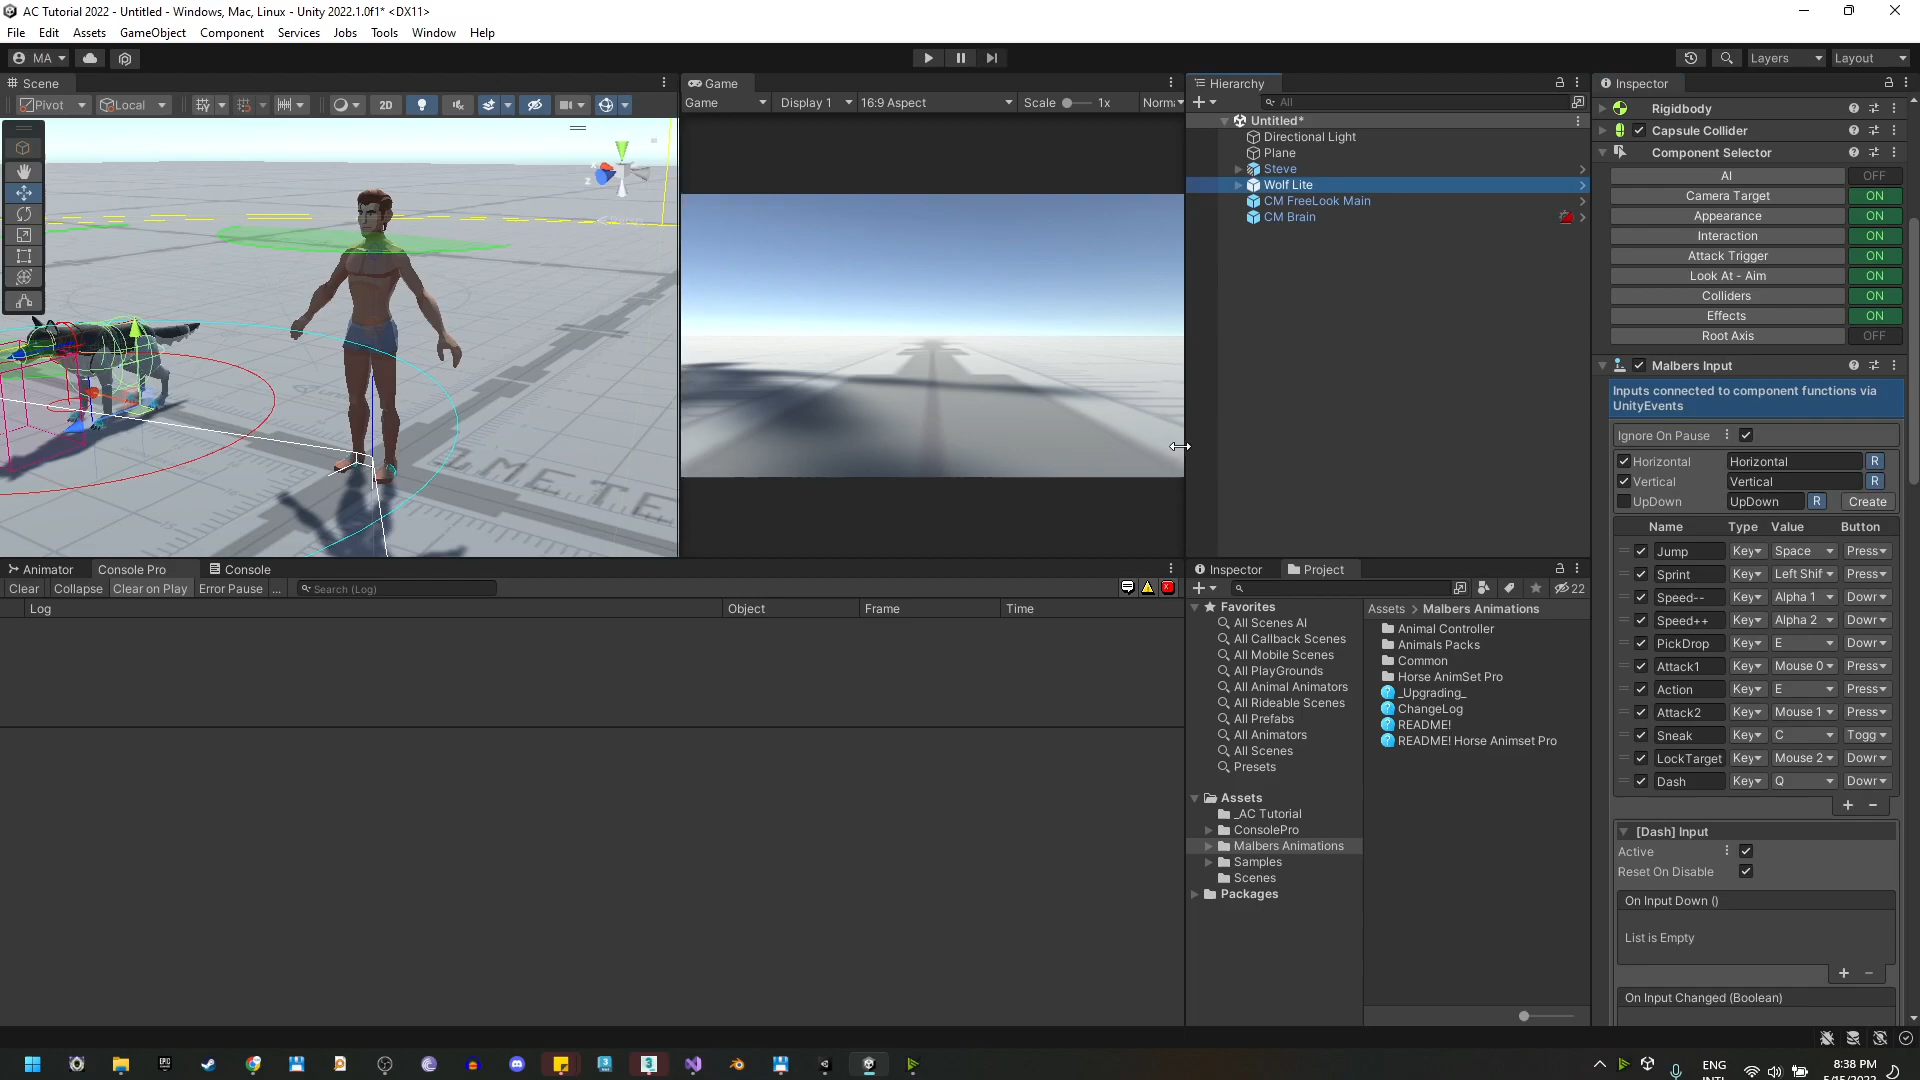 AC Tutorial 2022 - Untitled - Windows, Mac, Linux - Unity 2022.1.0f1* <DX11>
File Edit Assets GameObject Component Services Jobs Tools Window Help
MA Layers Layout
Scene
Pivot Local 2D
Game
Game Display 1 16:9 Aspect Scale 1x Norm
Hierarchy
All
Untitled*
Directional Light
Plane
Steve
Wolf Lite
CM FreeLook Main
CM Brain
Inspector
Rigidbody
Capsule Collider
Component Selector
AI OFF
Camera Target ON
Appearance ON
Interaction ON
Attack Trigger ON
Look At - Aim ON
Colliders ON
Effects ON
Root Axis OFF
Malbers Input
Inputs connected to component functions via
UnityEvents
Ignore On Pause
Horizontal Horizontal R
Vertical Vertical R
UpDown UpDown R Create
Name Type Value Button
Jump Key Space Press
Sprint Key Left Shif Press
Speed-- Key Alpha 1 Dowr
Speed++ Key Alpha 2 Dowr
PickDrop Key E Dowr
Attack1 Key Mouse 0 Press
Action Key E Press
Attack2 Key Mouse 1 Press
Sneak Key C Togg
LockTarget Key Mouse 2 Dowr
Dash Key Q Dowr
[Dash] Input
Active
Reset On Disable
On Input Down ()
List is Empty
On Input Changed (Boolean)
Animator Console Pro Console
Clear Collapse Clear on Play Error Pause ... Search (Log)
Log Object Frame Time
Inspector Project
22
Favorites
All Scenes AI
All Callback Scenes
All Mobile Scenes
All PlayGrounds
All Animal Animators
All Rideable Scenes
All Prefabs
All Animators
All Scenes
Presets
Assets
_AC Tutorial
ConsolePro
Malbers Animations
Samples
Scenes
Packages
Assets > Malbers Animations
Animal Controller
Animals Packs
Common
Horse AnimSet Pro
_Upgrading_
ChangeLog
README!
README! Horse Animset Pro
ENG
8:38 PM